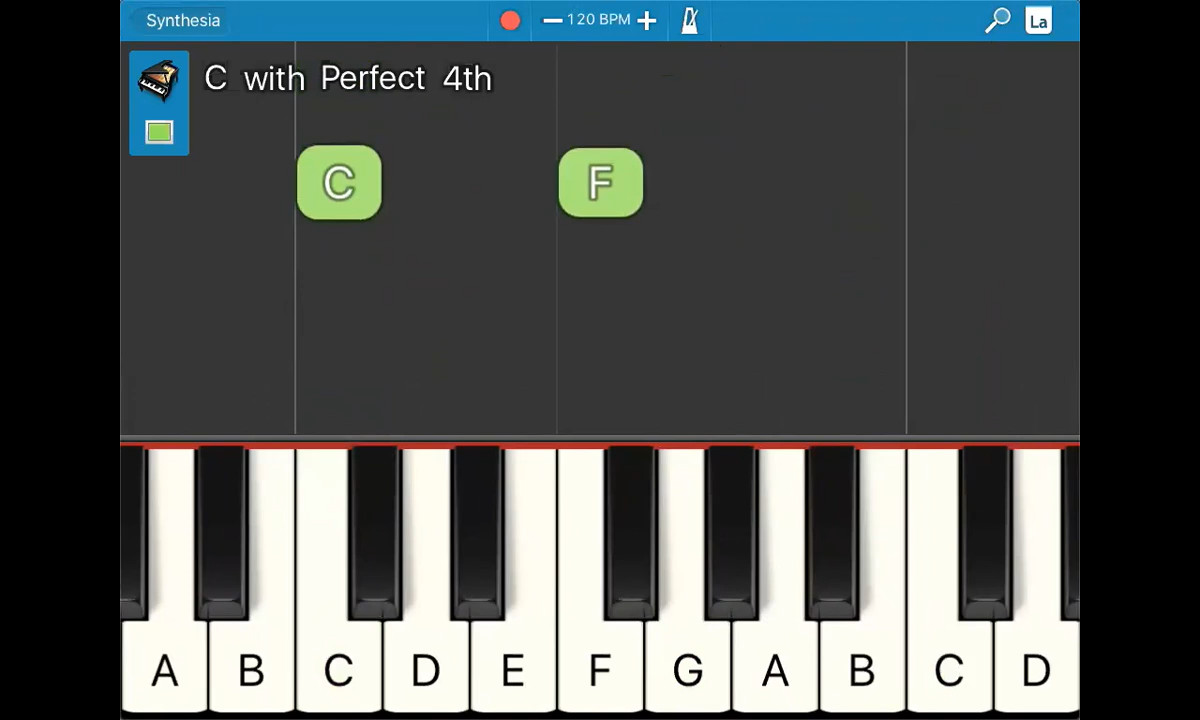 Synthesia
120 BPM
La
C with Perfect 4th
C F
A B C D E F G A B C D